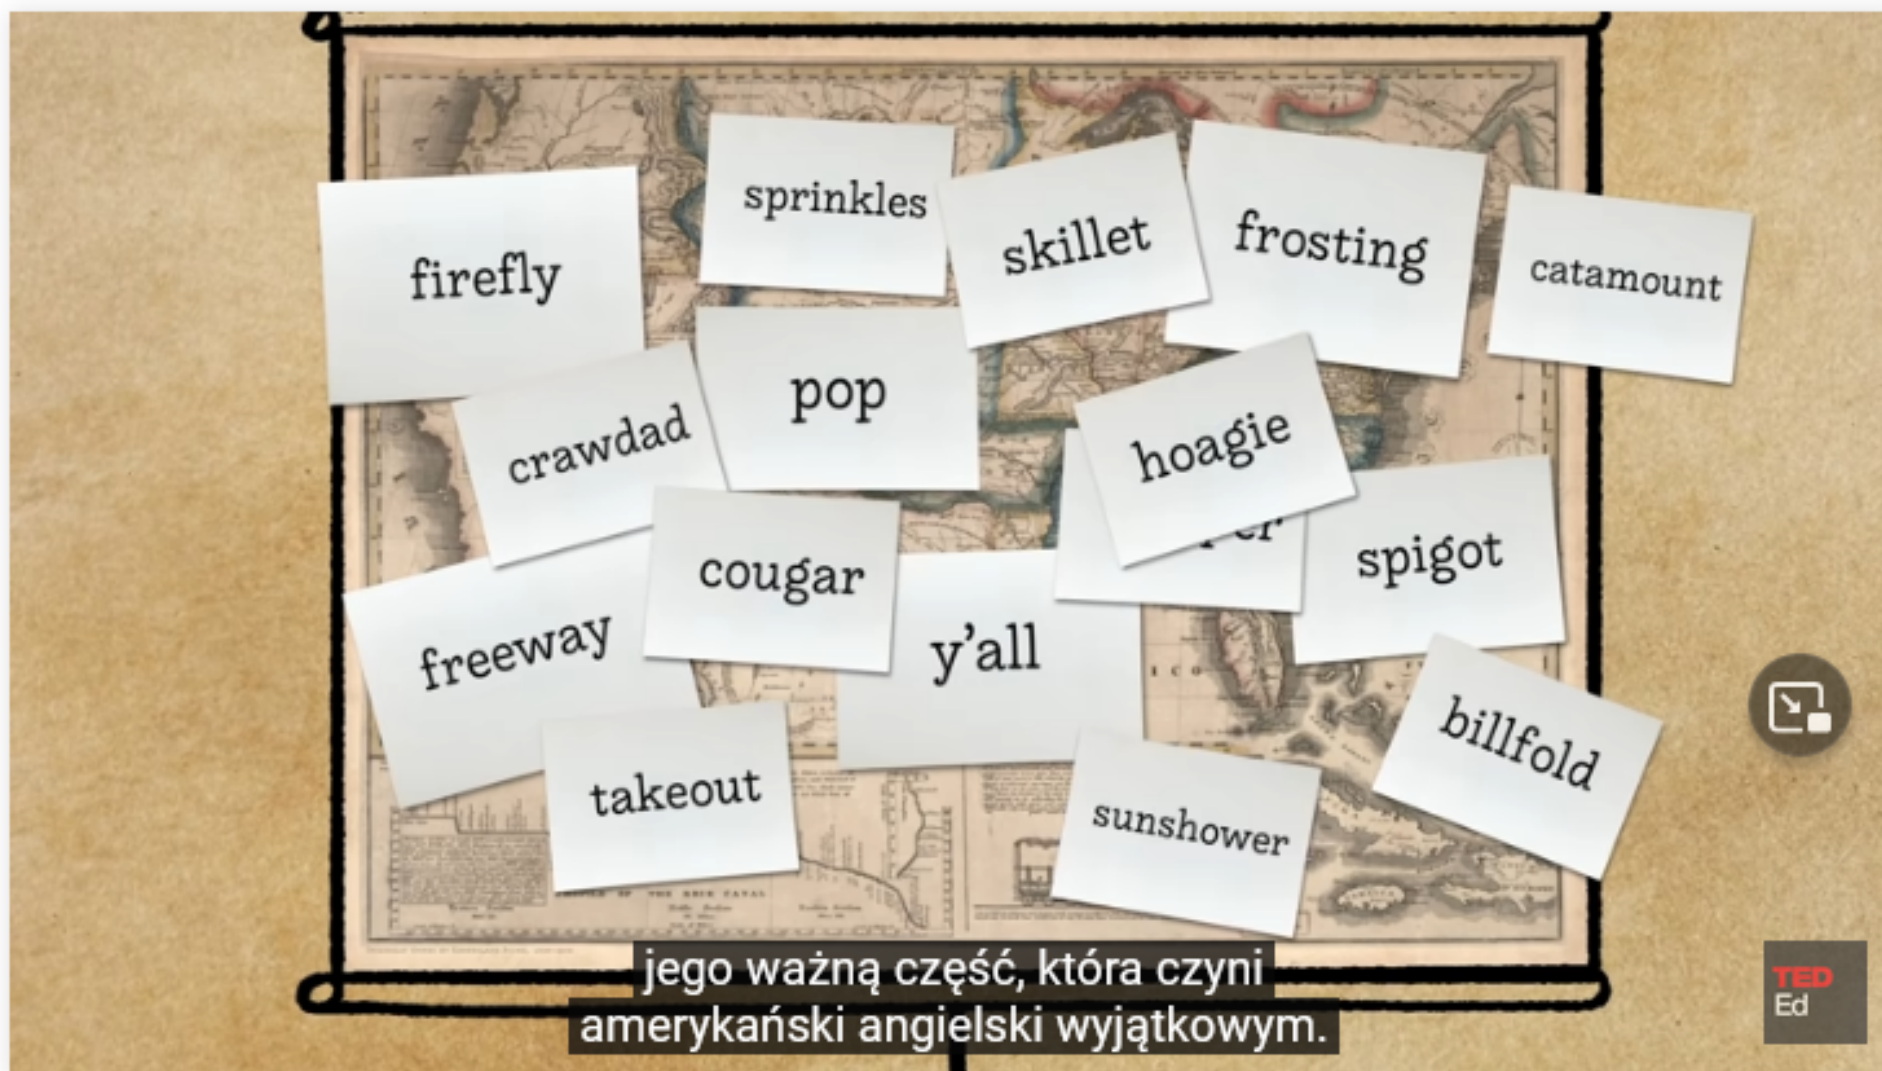 sprinkles
firefly
skillet
frosting
catamount
pop
crawdad
hoagie
cougar
spigot
freeway
y'all
billfold
takeout
sunshower
jego ważną część, która czyni
amerykański angielski wyjątkowym.
TED
Ed